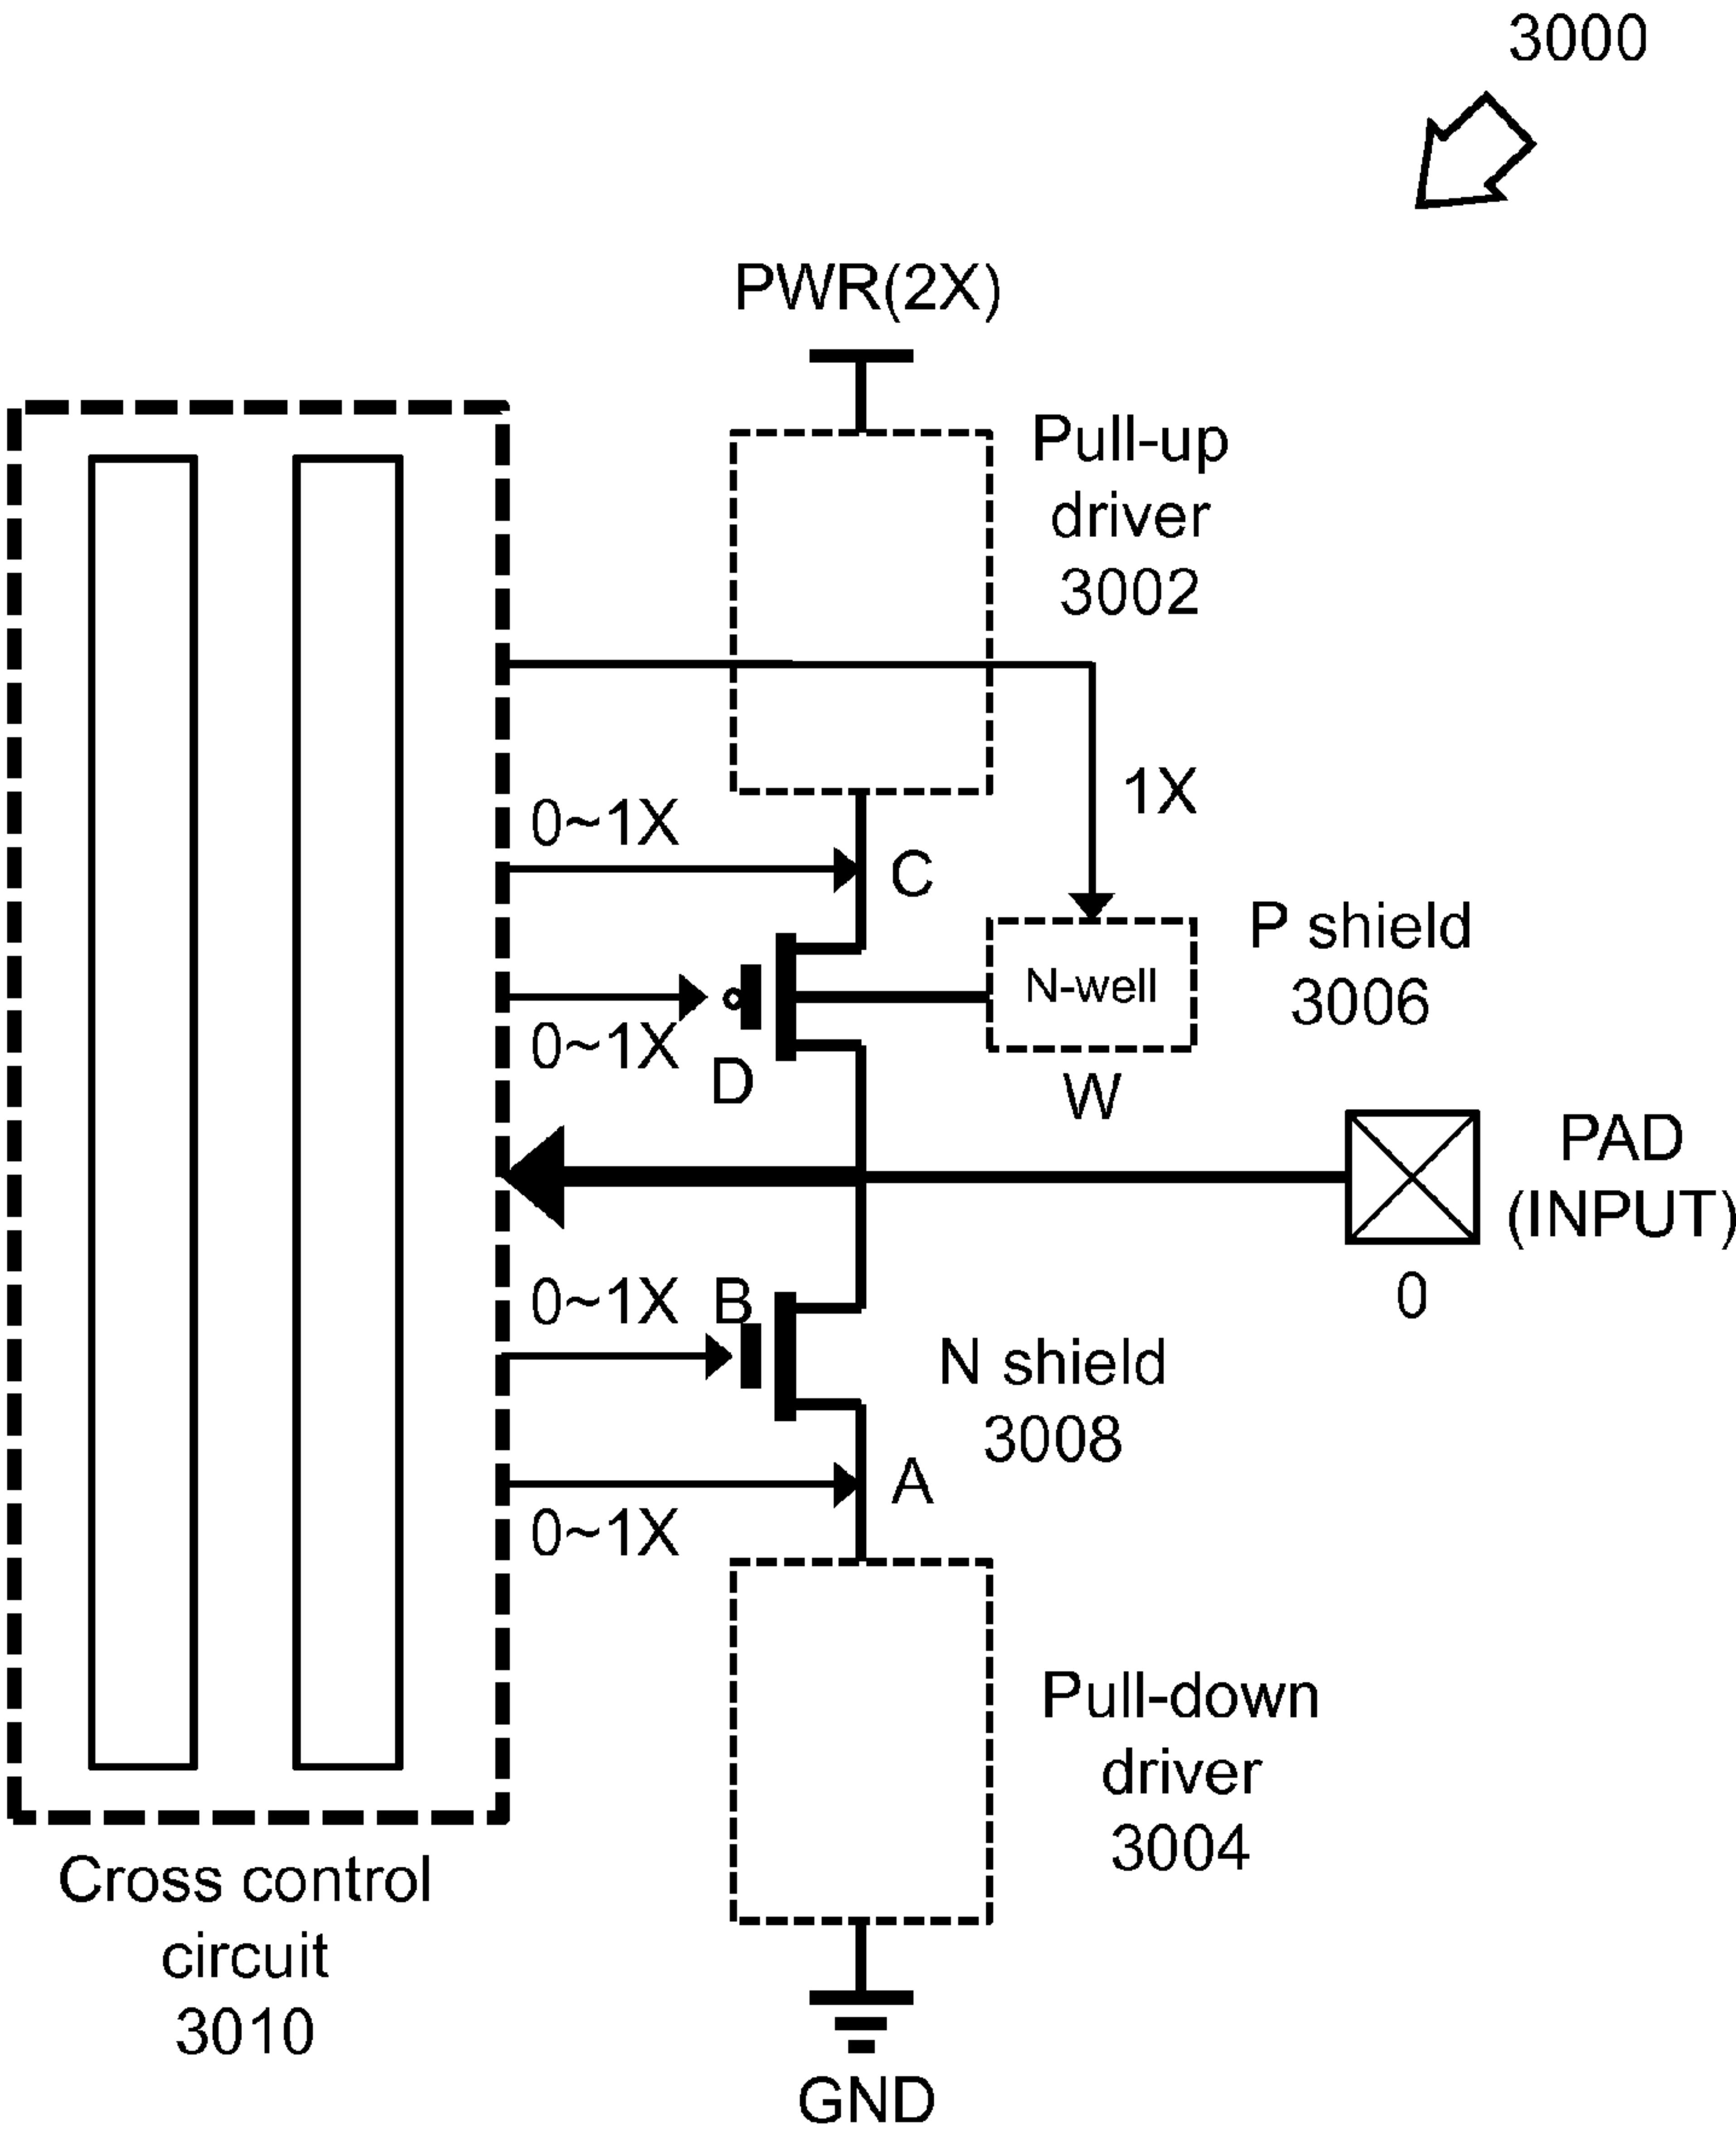 3000
PWR(2X)
Pull-up
driver
3002
1X
0~1X
C
P shield
3006
N-well
0~1X
D
W
PAD
(INPUT)
0
0~1X
B
N shield
3008
A
0~1X
Pull-down
driver
3004
Cross control
circuit
3010
GND